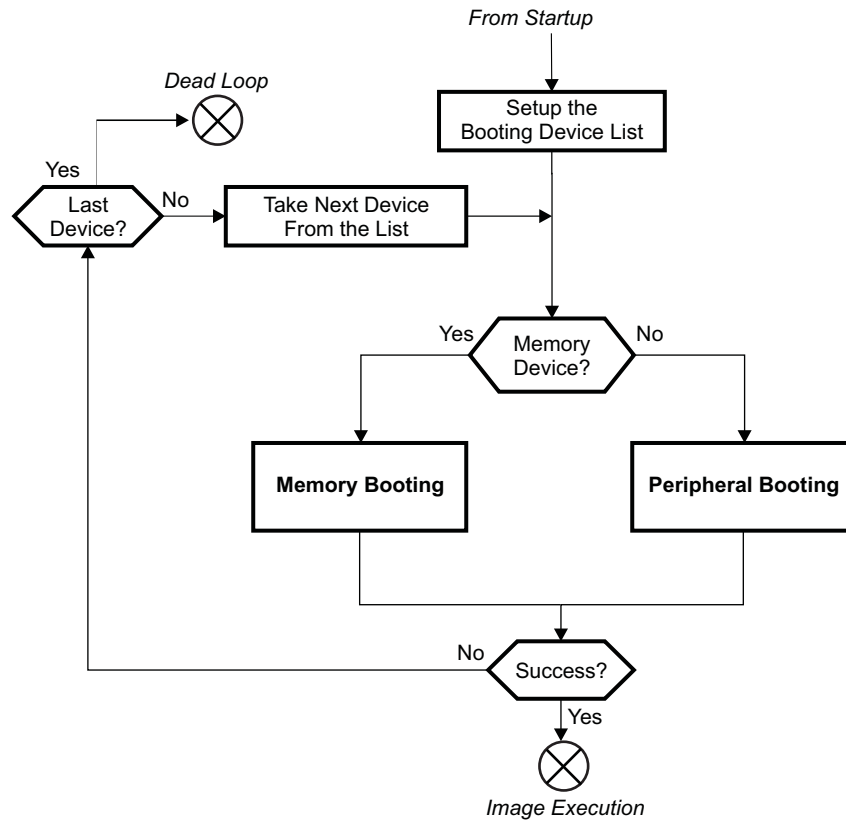 From Startup
Dead Loop
Setup the
Booting Device List
Yes
Last
Device?
No
Take Next Device
From the List
Yes
Memory
Device?
No
Memory Booting
Peripheral Booting
No
Success?
Yes
Image Execution